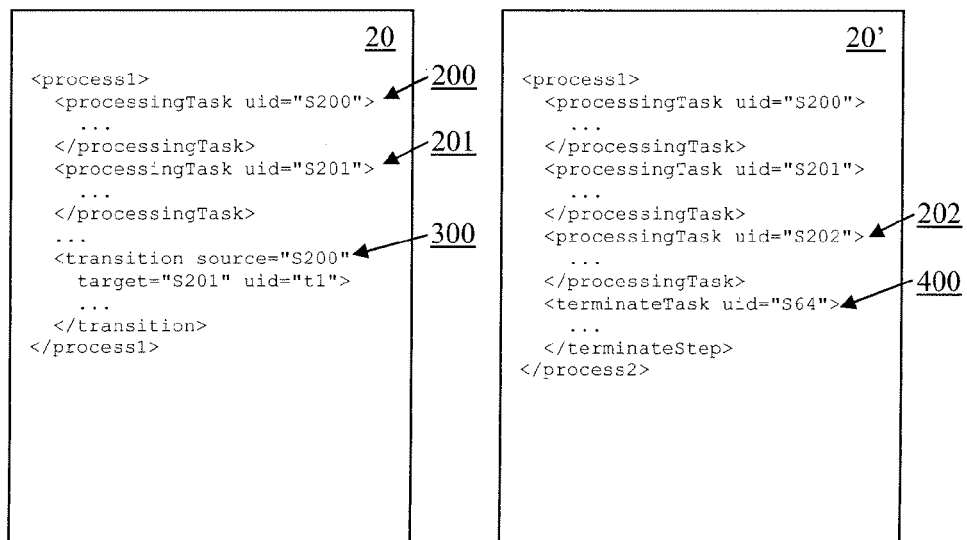 20
<process1>
<processingTask uid="S200">
...
</processingTask>
<processingTask uid="S201">
...
</processingTask>
...
<transition source="S200"
target="S201" uid="t1">
...
</transition>
</process1>
200
201
300
20’
<process1>
<processingTask uid="S200">
...
</processingTask>
<processingTask uid="S201">
...
</processingTask>
<processingTask uid="S202">
...
</processingTask>
<terminateTask uid="S64">
...
</terminateStep>
</process2>
202
400